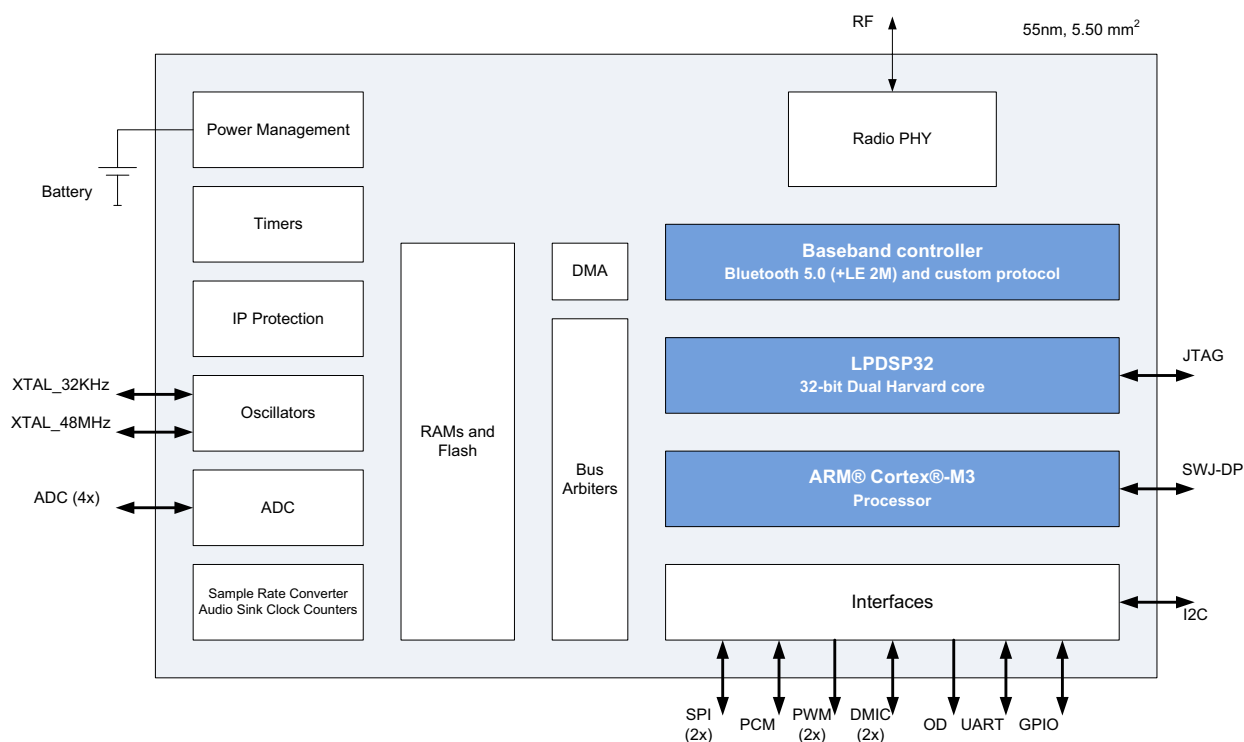 RF
55nm, 5.50 mm²
Power Management
Radio PHY
Battery
Timers
Baseband controller
Bluetooth 5.0 (+LE 2M) and custom protocol
DMA
IP Protection
LPDSP32
32-bit Dual Harvard core
JTAG
XTAL_32KHz
XTAL_48MHz
Oscillators
RAMs and
Flash
Bus
Arbiters
ARM® Cortex®-M3
Processor
SWJ-DP
ADC (4x)
ADC
Sample Rate Converter
Audio Sink Clock Counters
Interfaces
I2C
SPI
(2x)
PCM
PWM
(2x)
DMIC
(2x)
OD
UART
GPIO